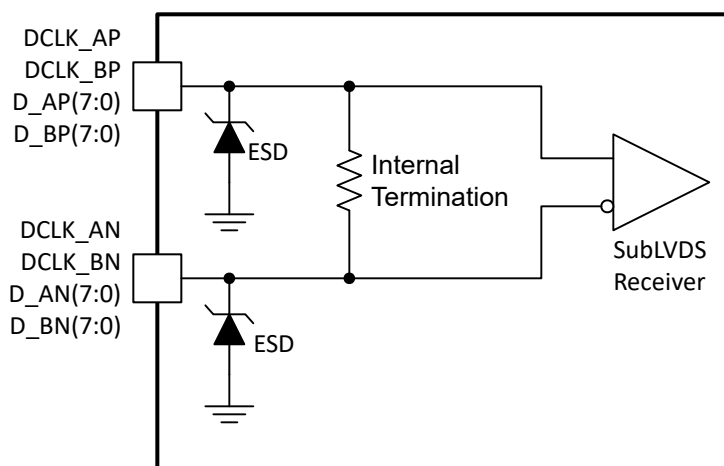 DCLK_AP
DCLK_BP
D_AP(7:0)
D_BP(7:0)
ESD
Internal
Termination
DCLK_AN
DCLK_BN
D_AN(7:0)
D_BN(7:0)
SubLVDS
Receiver
ESD